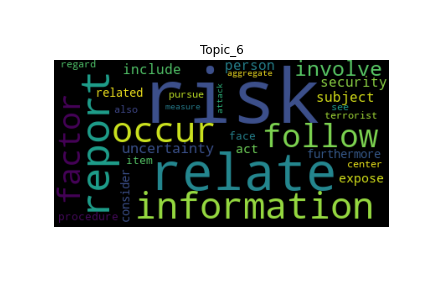 Topic_6
regard
include
person
aggregate
involve
risk
security
related
pursue
attack
subject
also
measure
see
terrorist
factor
report
occur
follow
uncertainty
face
act
furthermore
item
relate
center
consider
expose
information
procedure